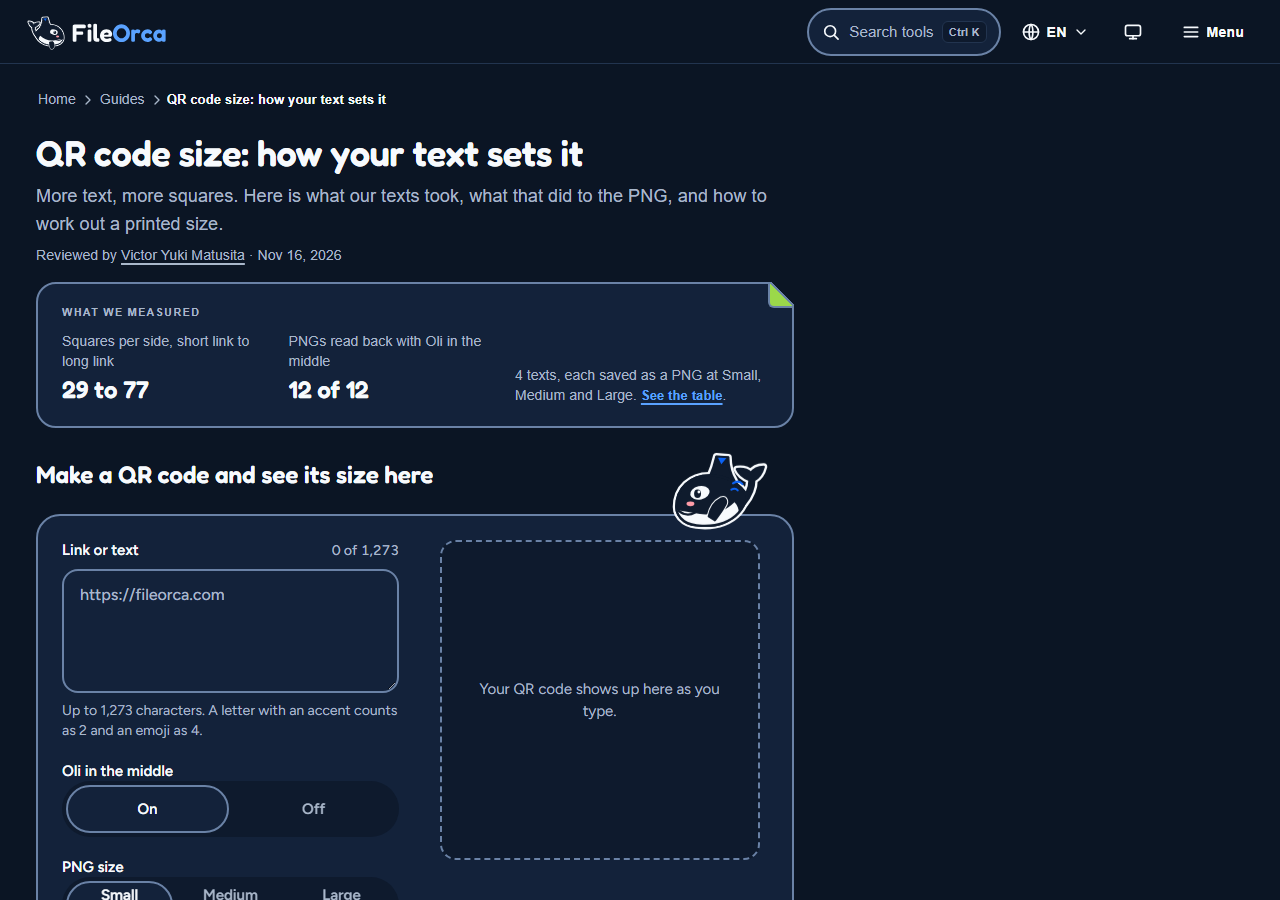 FileOrca
Search tools Ctrl K
EN
Menu
Home > Guides > QR code size: how your text sets it
QR code size: how your text sets it
More text, more squares. Here is what our texts took, what that did to the PNG, and how to
work out a printed size.
Reviewed by Victor Yuki Matusita · Nov 16, 2026
WHAT WE MEASURED
Squares per side, short link to
long link
29 to 77
PNGs read back with Oli in the
middle
12 of 12
4 texts, each saved as a PNG at Small,
Medium and Large. See the table.
Make a QR code and see its size here
Link or text
0 of 1,273
https://fileorca.com
Up to 1,273 characters. A letter with an accent counts
as 2 and an emoji as 4.
Oli in the middle
On Off
PNG size
Small Medium Large
Your QR code shows up here as you
type.